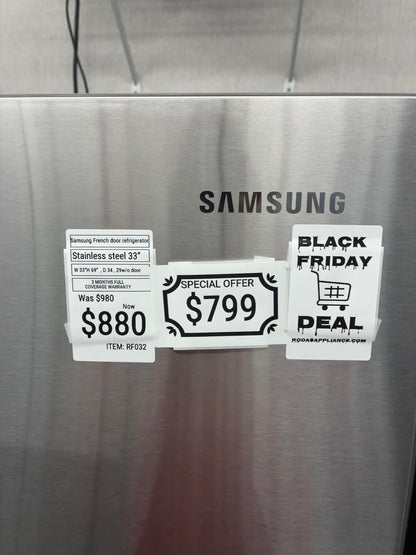 SAMSUNG
Samsung French door refrigerator
Stainless steel 33"
W 33"H 69" , D 34 , 29w/o door
3 MONTHS FULL
COVERAGE WARRANTY
Was $980
Now
$880
ITEM: RF032
SPECIAL OFFER
$799
BLACK
FRIDAY
DEAL
RODASAPPLIANCE.COM